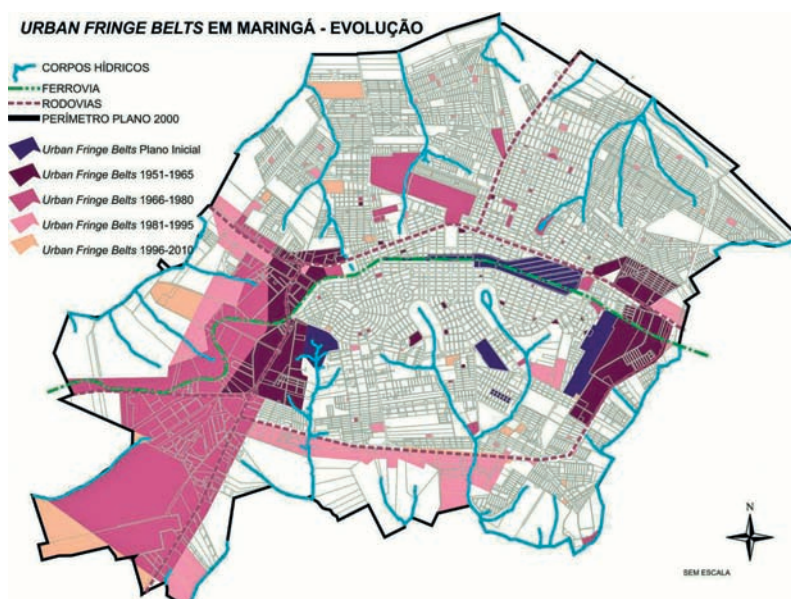 URBAN FRINGE BELTS EM MARINGÁ - EVOLUÇÃO
CORPOS HÍDRICOS
FERROVIA
RODOVIAS
PERÍMETRO PLANO 2000
Urban Fringe Belts Plano Inicial
Urban Fringe Belts 1951-1965
Urban Fringe Belts 1966-1980
Urban Fringe Belts 1981-1995
Urban Fringe Belts 1996-2010
N
SEM ESCALA